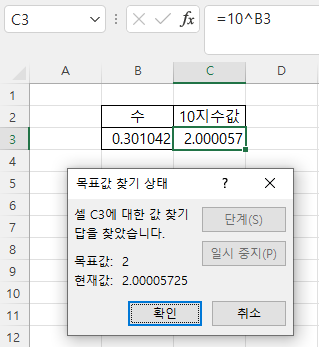 C3 fx =10^B3
A B C D
1
2 수 10지수값
3 0.301042 2.000057
4
5 목표값 찾기 상태 ? ×
6
7 셀 C3에 대한 값 찾기 단계(S)
8 답을 찾았습니다.
9 목표값: 2 일시 중지(P)
10 현재값: 2.00005725
11 확인 취소
12